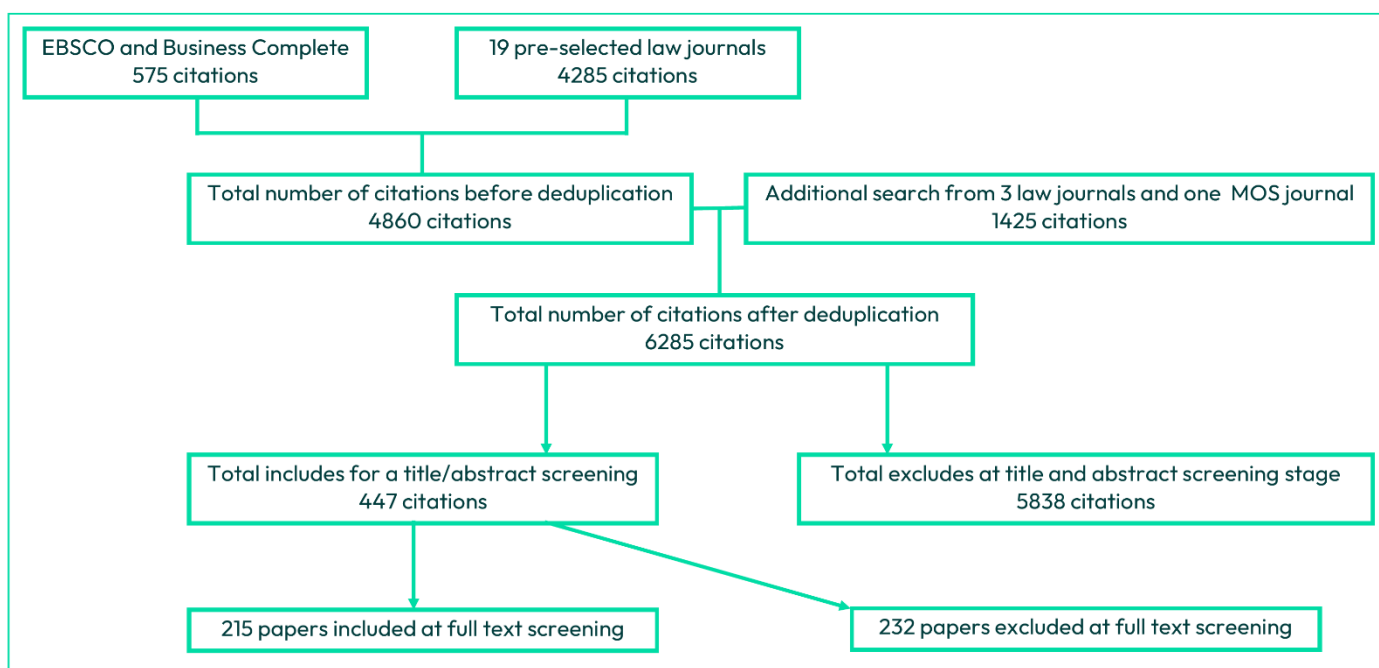 EBSCO and Business Complete
575 citations
19 pre-selected law journals
4285 citations
Total number of citations before deduplication
4860 citations
Additional search from 3 law journals and one MOS journal
1425 citations
Total number of citations after deduplication
6285 citations
Total includes for a title/abstract screening
447 citations
Total excludes at title and abstract screening stage
5838 citations
215 papers included at full text screening
232 papers excluded at full text screening